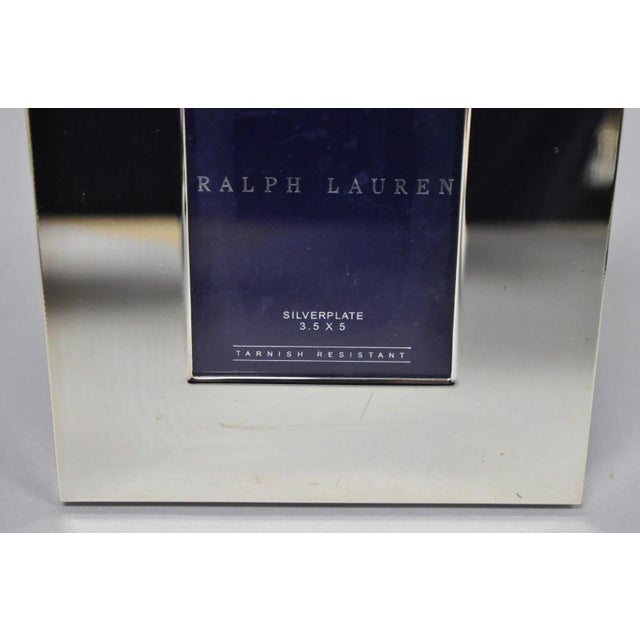 RALPH LAUREN
SILVERPLATE
3.5 X 5
TARNISH RESISTANT